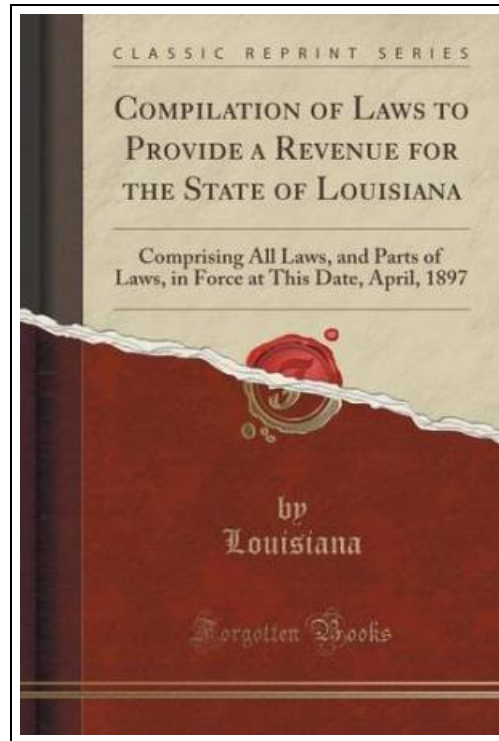 CLASSIC REPRINT SERIES
COMPILATION OF LAWS TO
PROVIDE A REVENUE FOR
THE STATE OF LOUISIANA
Comprising All Laws, and Parts of
Laws, in Force at This Date, April, 1897
F
by
Louisiana
Forgotten Books